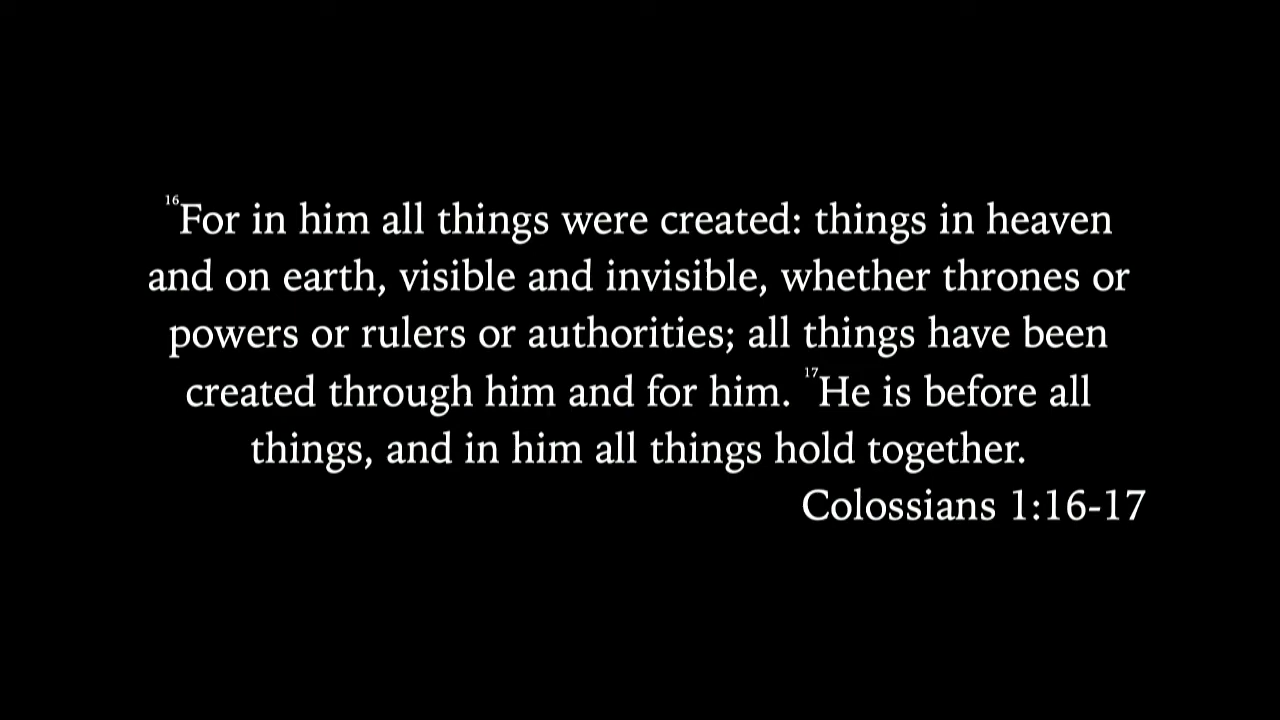 16For in him all things were created: things in heaven
and on earth, visible and invisible, whether thrones or
powers or rulers or authorities; all things have been
created through him and for him. 17He is before all
things, and in him all things hold together.
Colossians 1:16-17